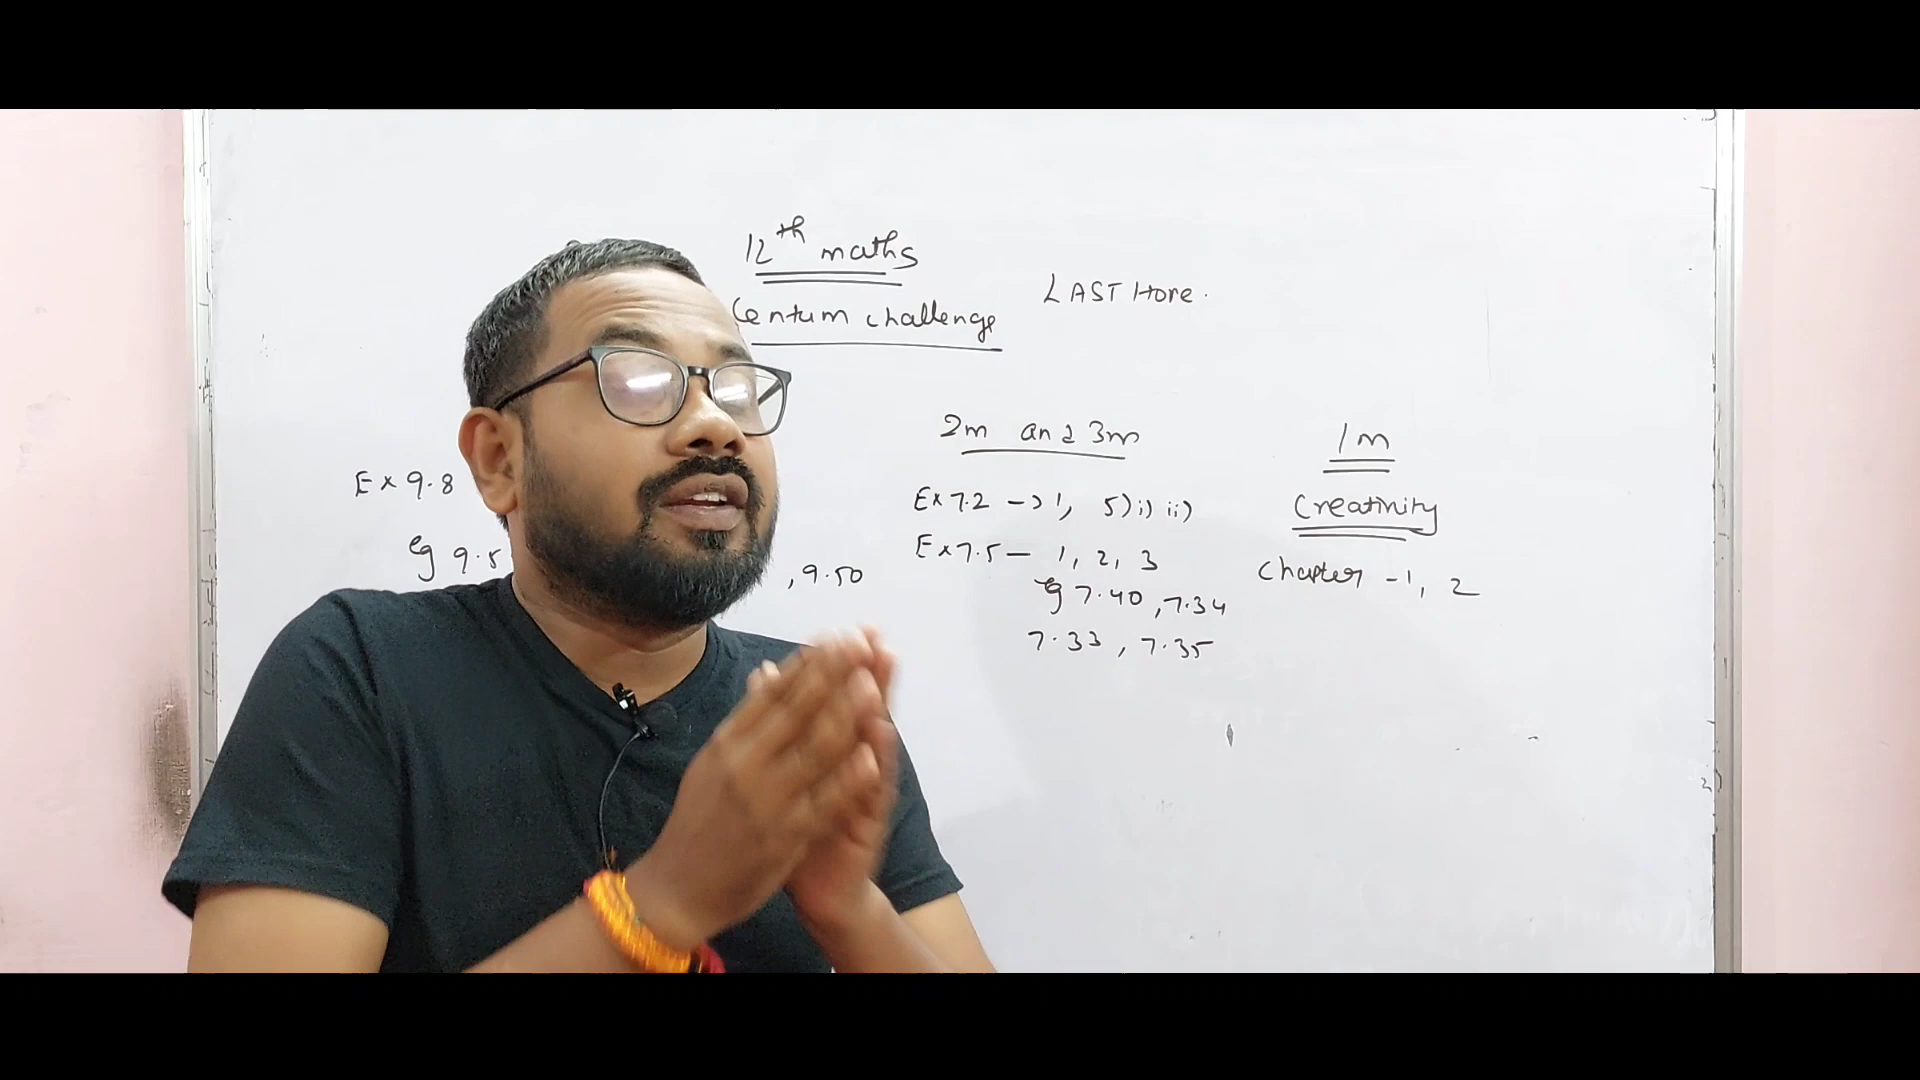 12th maths
Centum challenge
LAST Hore.
Ex 9.8
eg 9.5
, 9.50
2m and 3m
Ex 7.2 -> 1, 5) i) ii)
Ex 7.5 - 1, 2, 3
eg 7.40, 7.34
7.33, 7.35
1m
Creatinity
Chapter - 1, 2